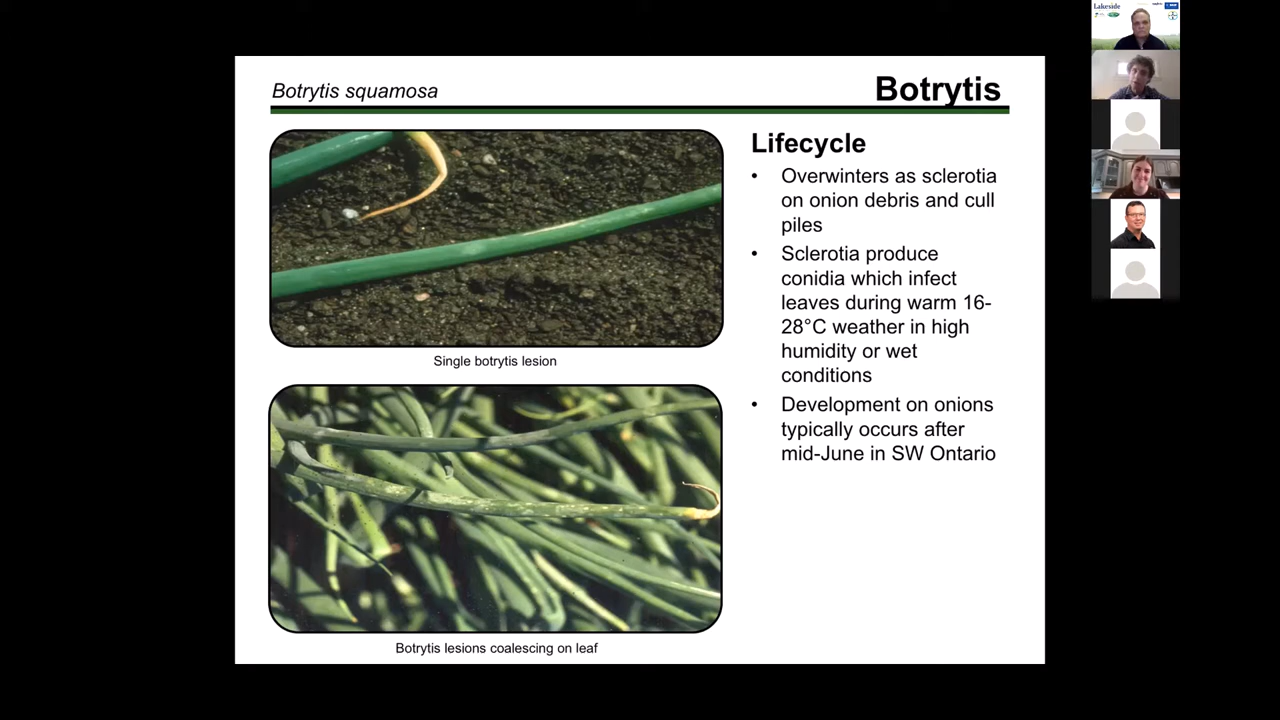 Botrytis squamosa
Botrytis
Single botrytis lesion
Botrytis lesions coalescing on leaf
Lifecycle
• Overwinters as sclerotia
on onion debris and cull
piles
• Sclerotia produce
conidia which infect
leaves during warm 16-
28°C weather in high
humidity or wet
conditions
• Development on onions
typically occurs after
mid-June in SW Ontario
Lakeside